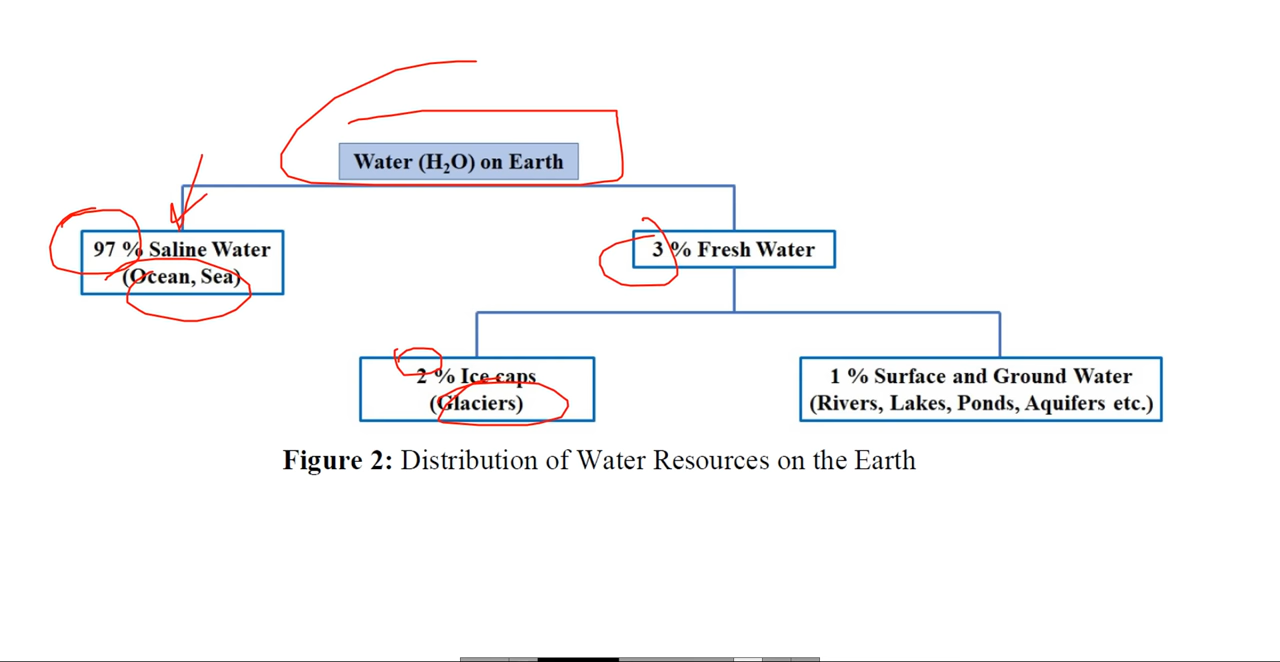 Water (H₂O) on Earth
97 % Saline Water
(Ocean, Sea)
3 % Fresh Water
2 % Ice caps
(Glaciers)
1 % Surface and Ground Water
(Rivers, Lakes, Ponds, Aquifers etc.)
Figure 2: Distribution of Water Resources on the Earth